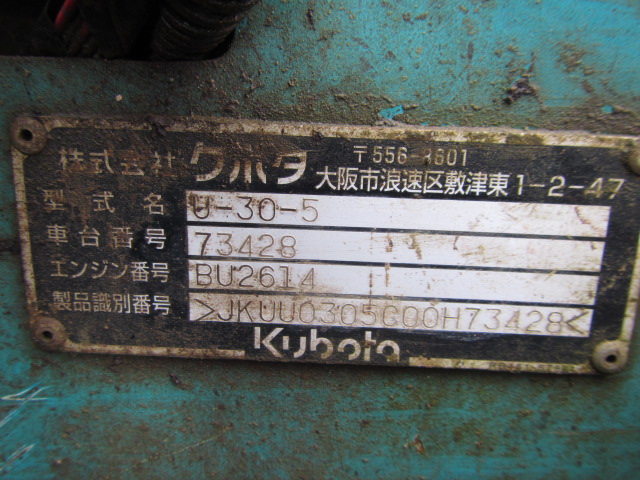 株式会社クボタ 〒556-8601
大阪市浪速区敷津東1-2-47
型式名 U-30-5
車台番号 73428
エンジン番号 BU2614
製品識別番号 >JKUU0305C00H73428<
Kubota